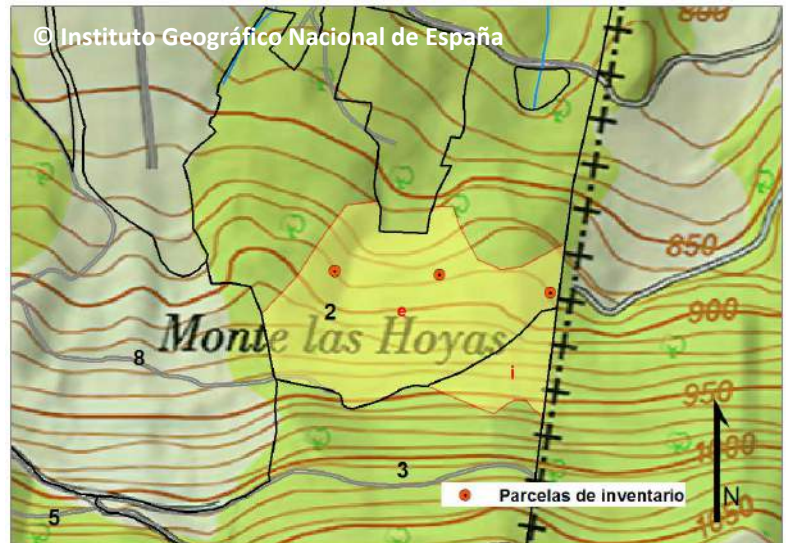 800
© Instituto Geográfico Nacional de España
850
2
e
900
Monte las Hoyas
8
i
950
1000
3
Parcelas de inventario
N
5
1050